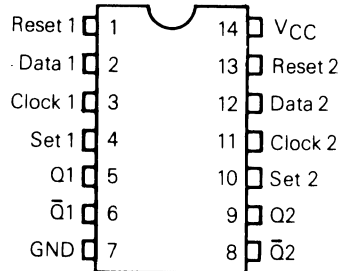 Reset 1 1 14 VCC
Data 1 2 13 Reset 2
Clock 1 3 12 Data 2
Set 1 4 11 Clock 2
Q1 5 10 Set 2
Q̄1 6 9 Q2
GND 7 8 Q̄2